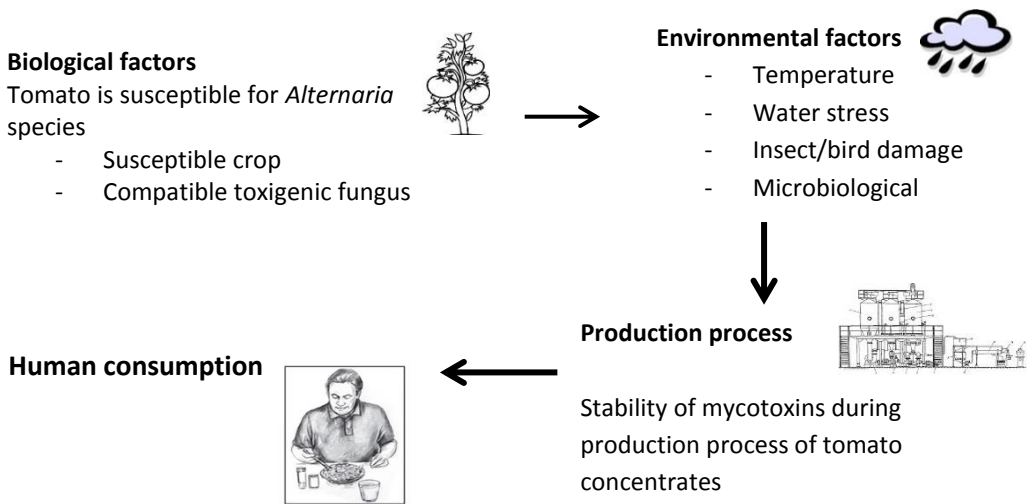 Biological factors
Tomato is susceptible for Alternaria
species
- Susceptible crop
- Compatible toxigenic fungus
Environmental factors
- Temperature
- Water stress
- Insect/bird damage
- Microbiological
Production process
Stability of mycotoxins during
production process of tomato
concentrates
Human consumption